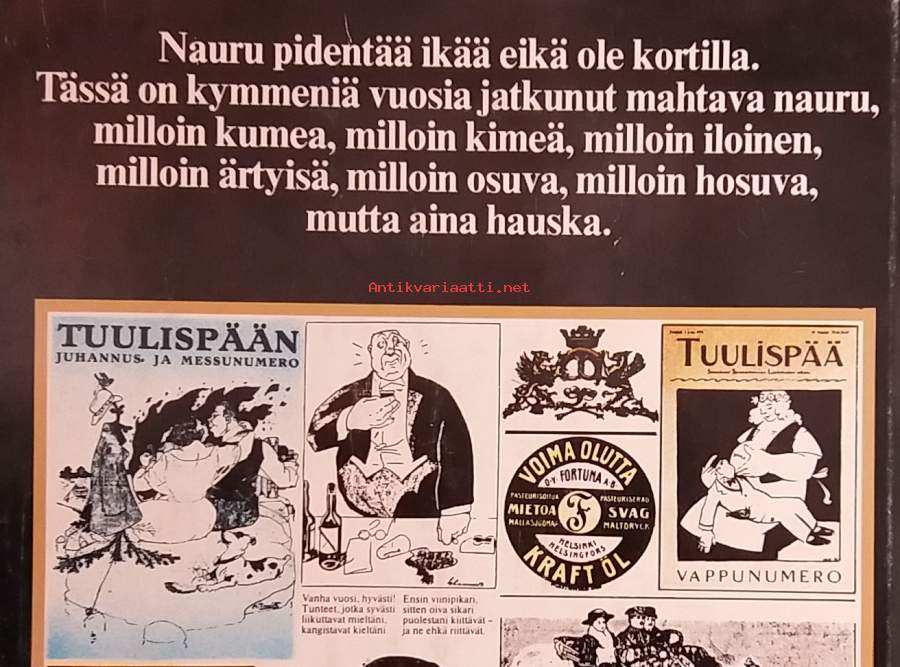 Nauru pidentää ikää eikä ole kortilla.
Tässä on kymmeniä vuosia jatkunut mahtava nauru,
milloin kumea, milloin kimeä, milloin iloinen,
milloin ärtyisä, milloin osuva, milloin hosuva,
mutta aina hauska.
Antikvariaatti.net
TUULISPÄÄN
JUHANNUS- JA MESSUNUMERO
Vanha vuosi, hyvästi!
Tunteet, jotka syvästi
liikuttavat mieltäni,
kangistavat kieltäni.
Ensin viinipikari,
sitten oiva sikari
puolestani kiittävät –
ja ne ehkä riittävät.
VOIMA OLUTTA
O-Y FORTUNA A-B
PASTEURISOITUA
MIETOA
MALLASJUOMAA
F
PASTEURISERAD
SVAG
MALTDRYCK
HELSINKI
HELSINGFORS
KRAFT ÖL
TUULISPÄÄ
VAPPUNUMERO